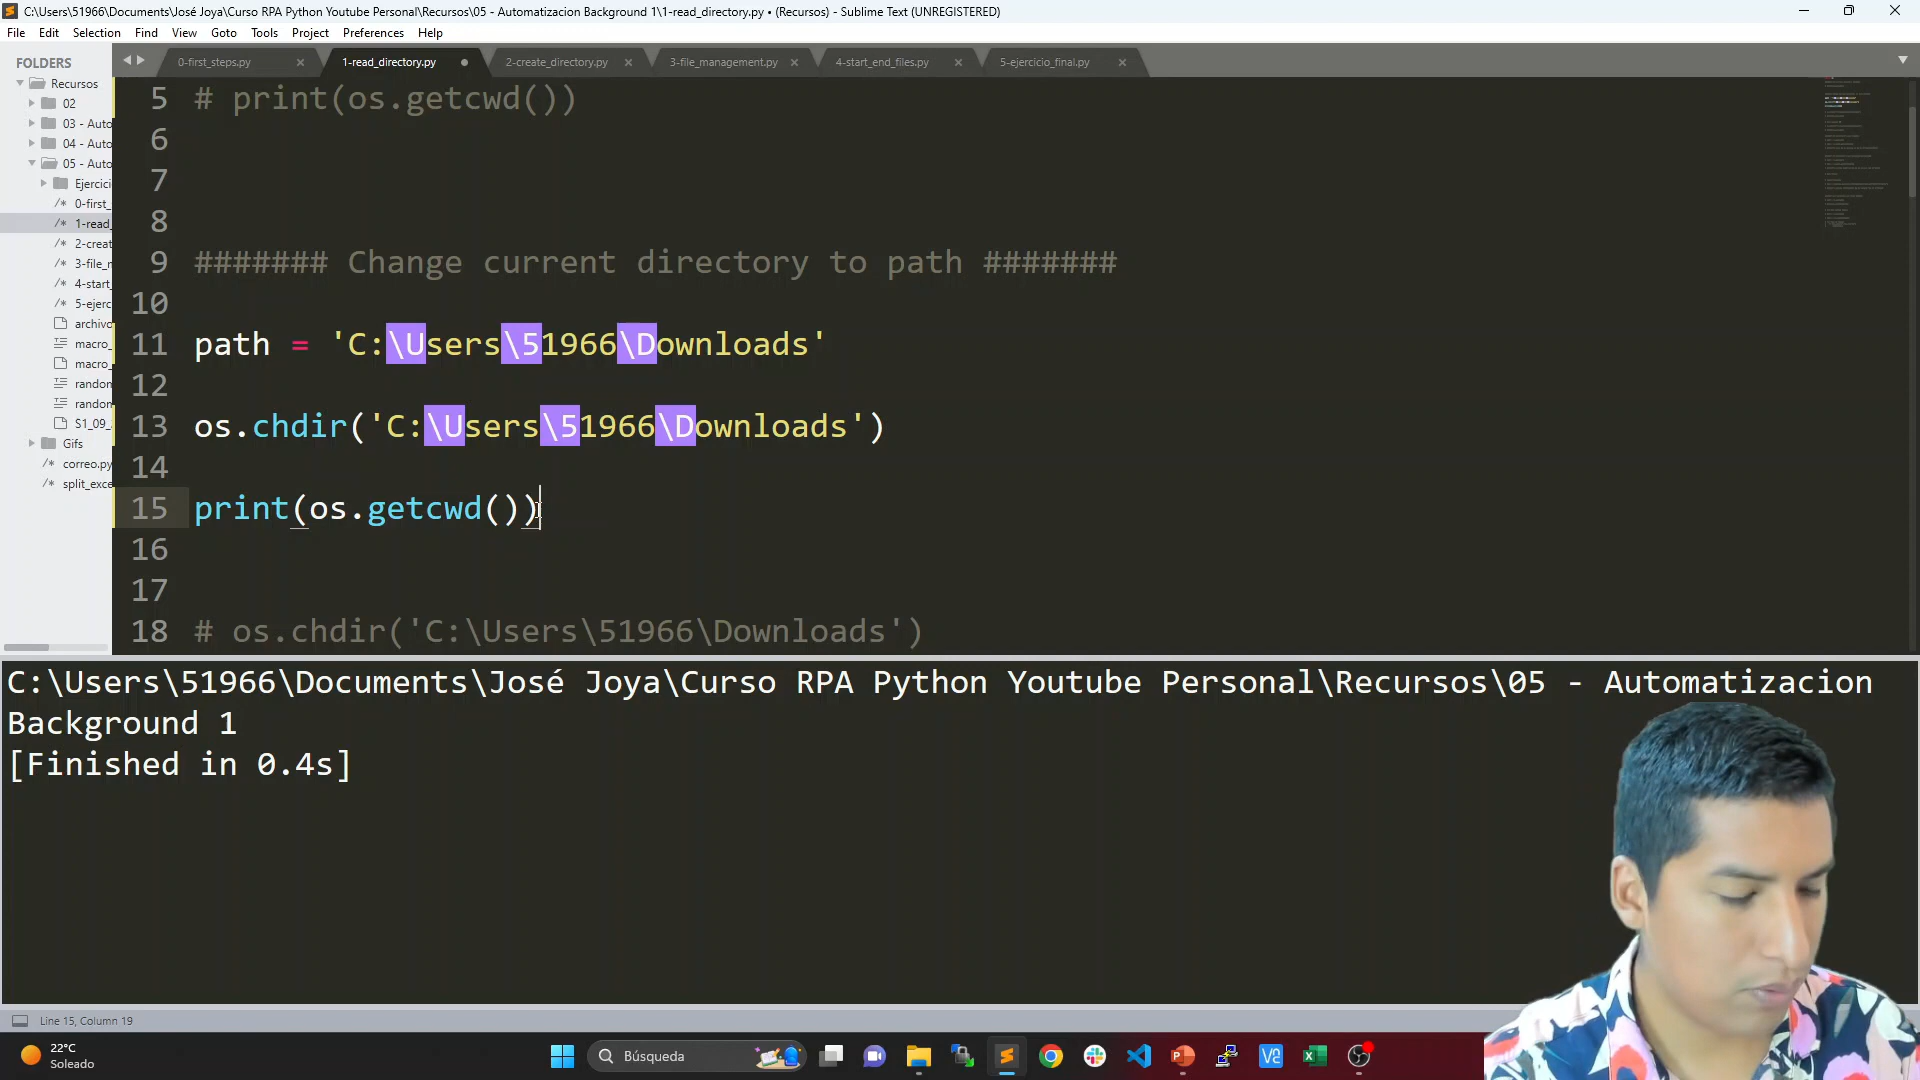 C:\Users\51966\Documents\José Joya\Curso RPA Python Youtube Personal\Recursos\05 - Automatizacion Background 1\1-read_directory.py • (Recursos) - Sublime Text (UNREGISTERED)
File Edit Selection Find View Goto Tools Project Preferences Help
FOLDERS
Recursos
02
03 - Auto
04 - Auto
05 - Auto
Ejercici
0-first_
1-read_
2-creat
3-file_r
4-start_
5-ejerc
archivo
macro_
macro_
randon
randon
S1_09_
Gifs
correo.py
split_exce
0-first_steps.py 1-read_directory.py 2-create_directory.py 3-file_management.py 4-start_end_files.py 5-ejercicio_final.py
5 # print(os.getcwd())
6
7
8
9 ####### Change current directory to path #######
10
11 path = 'C:\Users\51966\Downloads'
12
13 os.chdir('C:\Users\51966\Downloads')
14
15 print(os.getcwd())
16
17
18 # os.chdir('C:\Users\51966\Downloads')
C:\Users\51966\Documents\José Joya\Curso RPA Python Youtube Personal\Recursos\05 - Automatizacion
Background 1
[Finished in 0.4s]
Line 15, Column 19
22°C
Soleado
Búsqueda